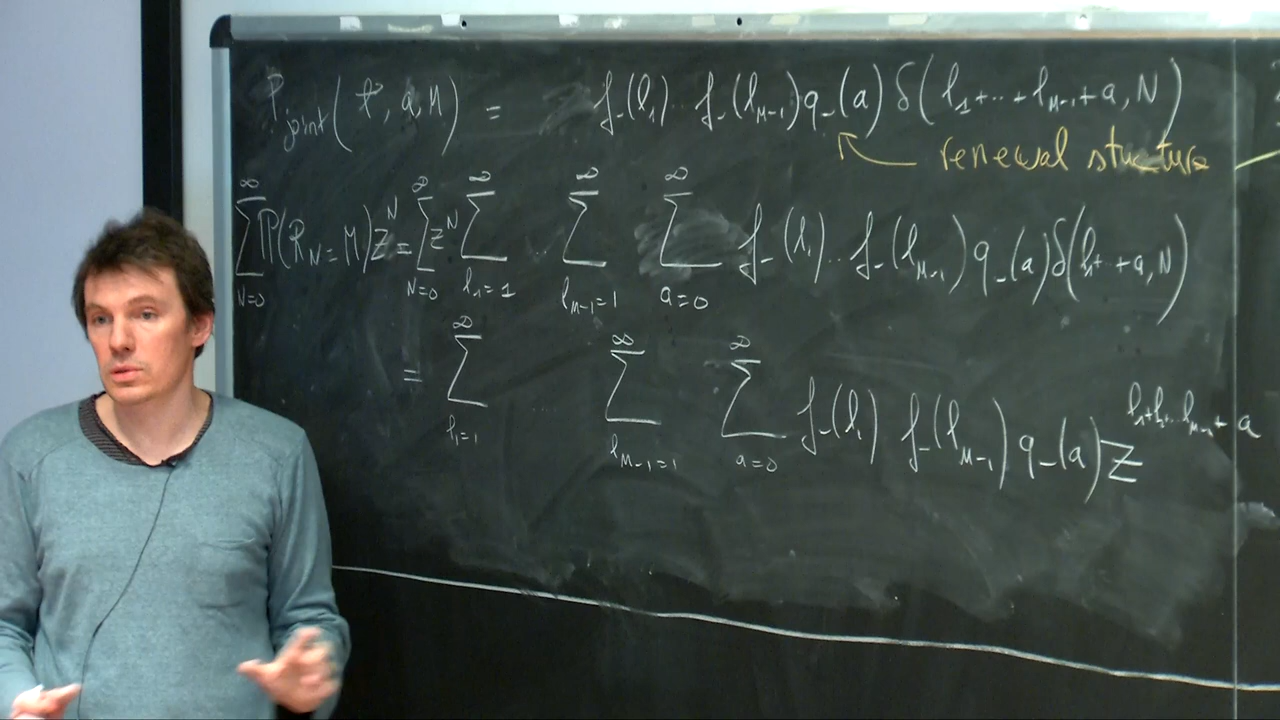 P_joint(ℓ⃗, a, M) = f_-(l_1)..f_-(l_{M-1}) q_-(a) δ(l_1+...+l_{M-1}+a, N)
renewal structure
∑_{N=0}^∞ ℙ(R_N=M) z^N = ∑_{N=0}^∞ z^N ∑_{l_1=1}^∞ ... ∑_{l_{M-1}=1}^∞ ∑_{a=0}^∞ f_-(l_1)..f_-(l_{M-1}) q_-(a) δ(l_1+ +a, N)
= ∑_{l_1=1}^∞ .... ∑_{l_{M-1}=1}^∞ ∑_{a=0}^∞ f_-(l_1) f_-(l_{M-1}) q_-(a) z^{l_1+l_2+..l_{M-1}+a}